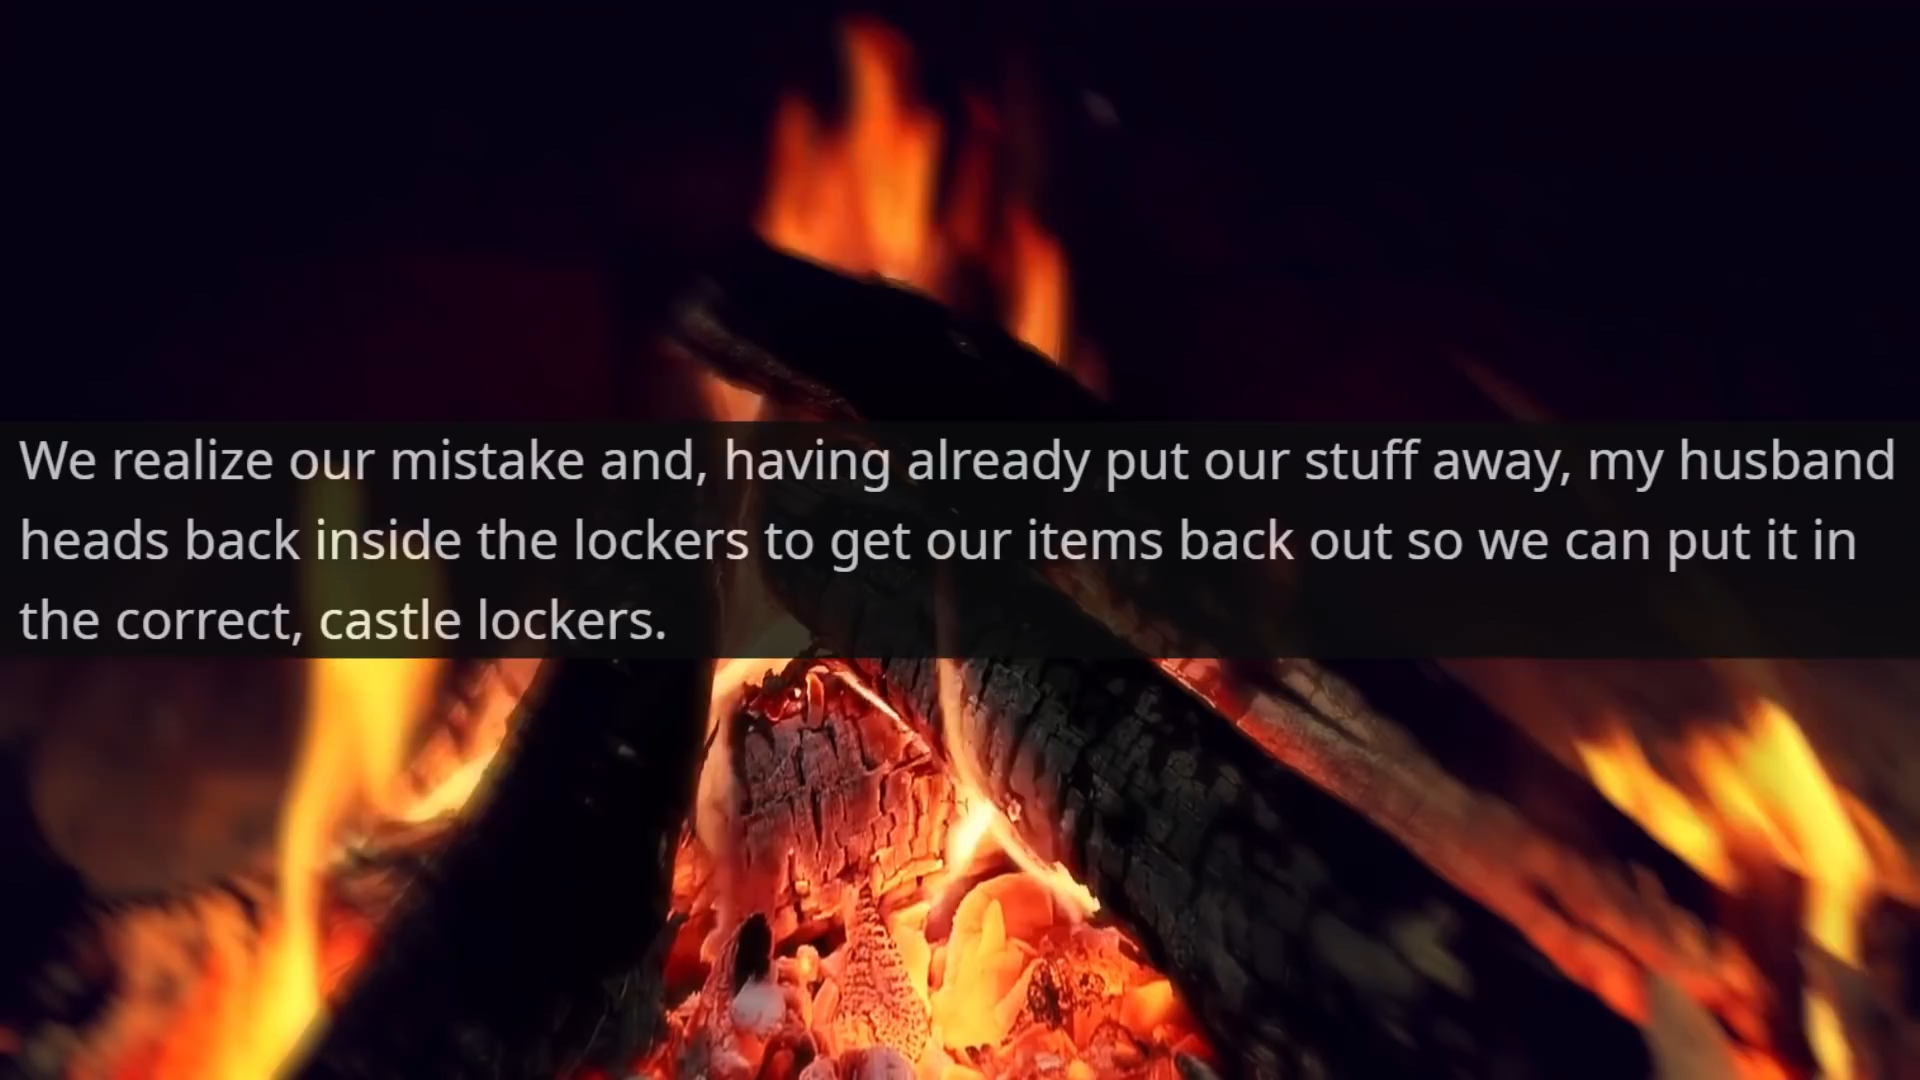 We realize our mistake and, having already put our stuff away, my husband
heads back inside the lockers to get our items back out so we can put it in
the correct, castle lockers.